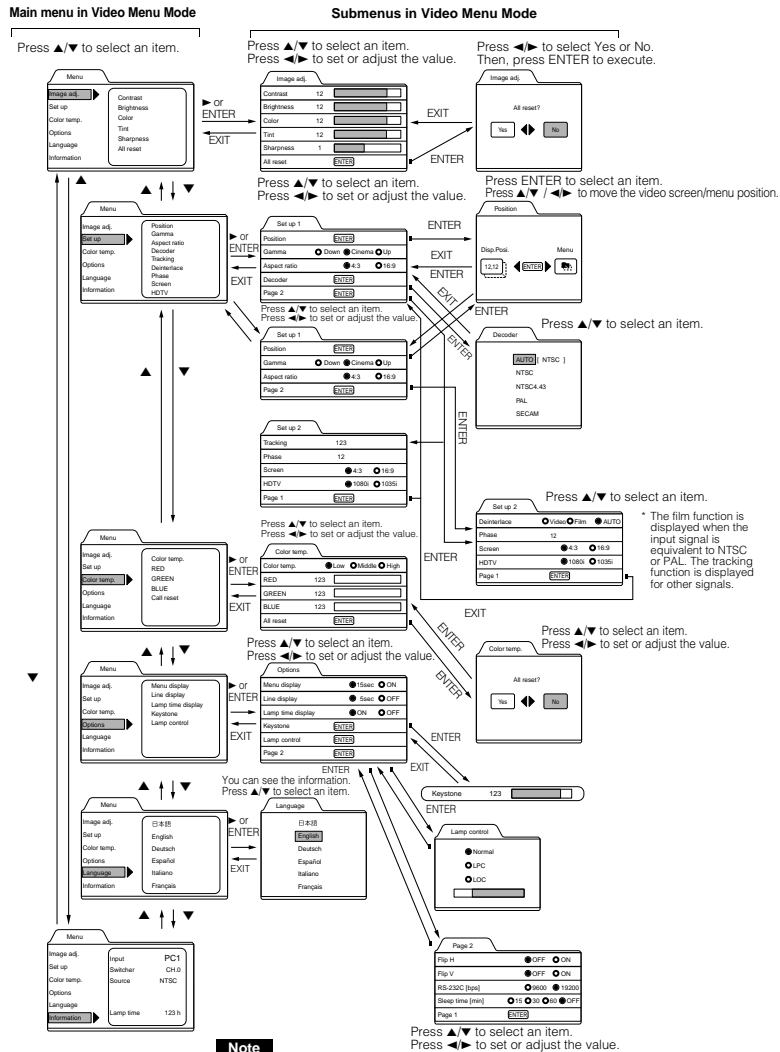 Main menu in Video Menu Mode
Submenus in Video Menu Mode
Press ▲/▼ to select an item.
Press ▲/▼ to select an item.
Press ◄/► to set or adjust the value.
Press ◄/► to select Yes or No.
Then, press ENTER to execute.
Menu
Image adj.
Set up
Color temp.
Options
Language
Information
Contrast
Brightness
Color
Tint
Sharpness
All reset
► or
ENTER
EXIT
Image adj.
Contrast 12
Brightness 12
Color 12
Tint 12
Sharpness 1
All reset ENTER
EXIT
ENTER
Image adj.
All reset?
Yes No
▲ ▲ ▼
Press ▲/▼ to select an item.
Press ◄/► to set or adjust the value.
Press ENTER to select an item.
Press ▲/▼ / ◄/► to move the video screen/menu position.
Menu
Image adj.
Set up
Color temp.
Options
Language
Information
Position
Gamma
Aspect ratio
Decoder
Tracking
Deinterlace
Phase
Screen
HDTV
► or
ENTER
EXIT
Set up 1
Position ENTER
Gamma Down Cinema Up
Aspect ratio 4:3 16:9
Decoder ENTER
Page 2 ENTER
ENTER
EXIT
ENTER
EXIT
ENTER
ENTER
Position
Disp.Posi. Menu
12,12 ENTER
Press ▲/▼ to select an item.
Press ◄/► to set or adjust the value.
Set up 1
Position ENTER
Gamma Down Cinema Up
Aspect ratio 4:3 16:9
Page 2 ENTER
Press ▲/▼ to select an item.
Decoder
AUTO [ NTSC ]
NTSC
NTSC4.43
PAL
SECAM
▲ ▼
ENTER
Set up 2
Tracking 123
Phase 12
Screen 4:3 16:9
HDTV 1080i 1035i
Page 1 ENTER
Press ▲/▼ to select an item.
Set up 2
Deinterlace Video Film AUTO
Phase 12
Screen 4:3 16:9
HDTV 1080i 1035i
Page 1 ENTER
* The film function is
displayed when the
input signal is
equivalent to NTSC
or PAL. The tracking
function is displayed
for other signals.
ENTER
EXIT
Press ▲/▼ to select an item.
Press ◄/► to set or adjust the value.
Menu
Image adj.
Set up
Color temp.
Options
Language
Information
Color temp.
RED
GREEN
BLUE
Call reset
► or
ENTER
EXIT
Color temp.
Color temp. Low Middle High
RED 123
GREEN 123
BLUE 123
All reset ENTER
ENTER
ENTER
Press ▲/▼ to select an item.
Press ◄/► to set or adjust the value.
Color temp.
All reset?
Yes No
▲ ▼
▼
Press ▲/▼ to select an item.
Press ◄/► to set or adjust the value.
Menu
Image adj.
Set up
Color temp.
Options
Language
Information
Menu display
Line display
Lamp time display
Keystone
Lamp control
► or
ENTER
EXIT
Options
Menu display 15sec ON
Line display 5sec OFF
Lamp time display ON OFF
Keystone ENTER
Lamp control ENTER
Page 2 ENTER
ENTER
EXIT
ENTER
Keystone 123
ENTER
▲ ▼
You can see the information.
Press ▲/▼ to select an item.
Menu
Image adj.
Set up
Color temp.
Options
Language
Information
日本語
English
Deutsch
Español
Italiano
Français
► or
ENTER
EXIT
Language
日本語
English
Deutsch
Español
Italiano
Français
Lamp control
Normal
LPC
LOC
▲ ▼
Menu
Image adj.
Set up
Color temp.
Options
Language
Information
Input PC1
Switcher CH.0
Source NTSC
Lamp time 123 h
Page 2
Flip H OFF ON
Flip V OFF ON
RS-232C [bps] 9600 19200
Sleep time [min] 15 30 60 OFF
Page 1 ENTER
Press ▲/▼ to select an item.
Press ◄/► to set or adjust the value.
Note